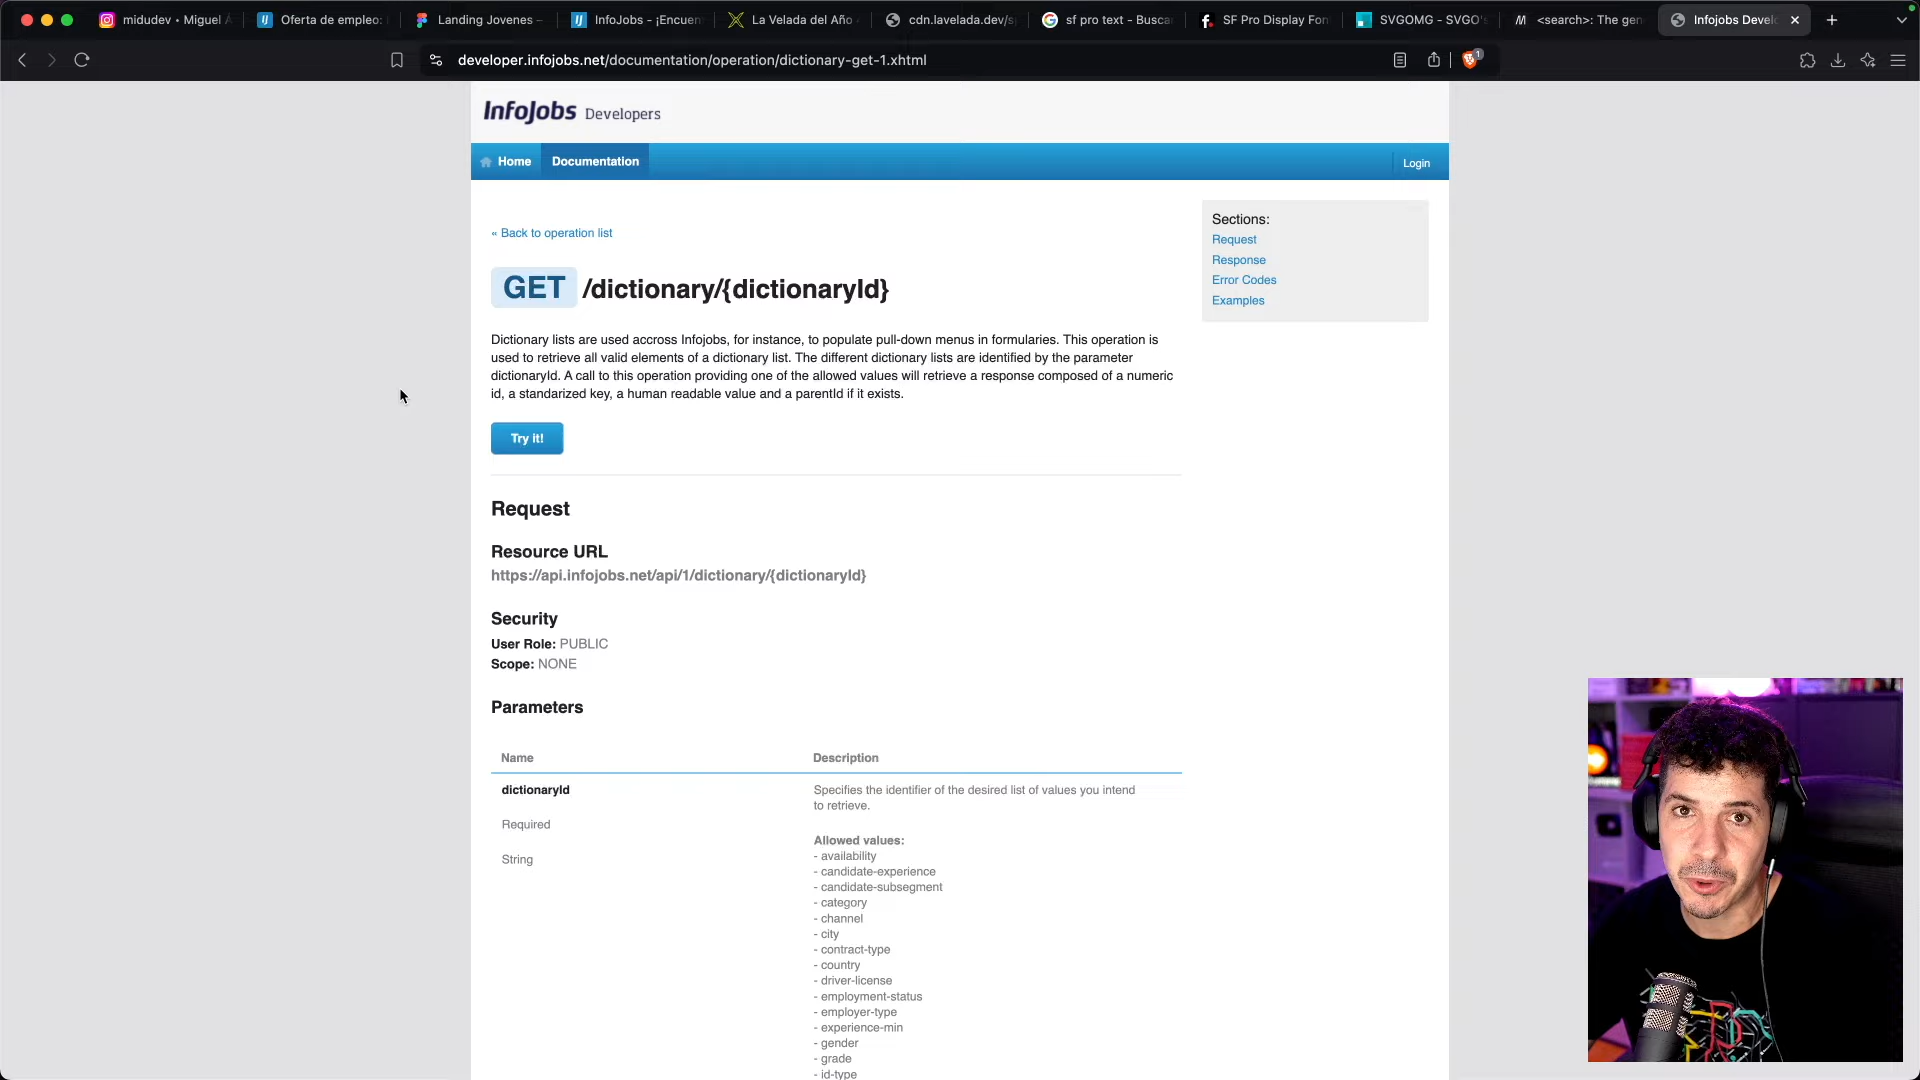 midudev • Miguel Á
Oferta de empleo:
Landing Jovenes –
InfoJobs - ¡Encuen
La Velada del Año
cdn.lavelada.dev/s
sf pro text - Busca
SF Pro Display Fon
SVGOMG - SVGO's
<search>: The gen
Infojobs Devel
developer.infojobs.net/documentation/operation/dictionary-get-1.xhtml
1
InfoJobs Developers
Home
Documentation
Login
« Back to operation list
GET /dictionary/{dictionaryId}
Dictionary lists are used accross Infojobs, for instance, to populate pull-down menus in formularies. This operation is
used to retrieve all valid elements of a dictionary list. The different dictionary lists are identified by the parameter
dictionaryId. A call to this operation providing one of the allowed values will retrieve a response composed of a numeric
id, a standarized key, a human readable value and a parentId if it exists.
Try it!
Sections:
Request
Response
Error Codes
Examples
Request
Resource URL
https://api.infojobs.net/api/1/dictionary/{dictionaryId}
Security
User Role: PUBLIC
Scope: NONE
Parameters
Name
Description
dictionaryId
Required
String
Specifies the identifier of the desired list of values you intend
to retrieve.
Allowed values:
- availability
- candidate-experience
- candidate-subsegment
- category
- channel
- city
- contract-type
- country
- driver-license
- employment-status
- employer-type
- experience-min
- gender
- grade
- id-type